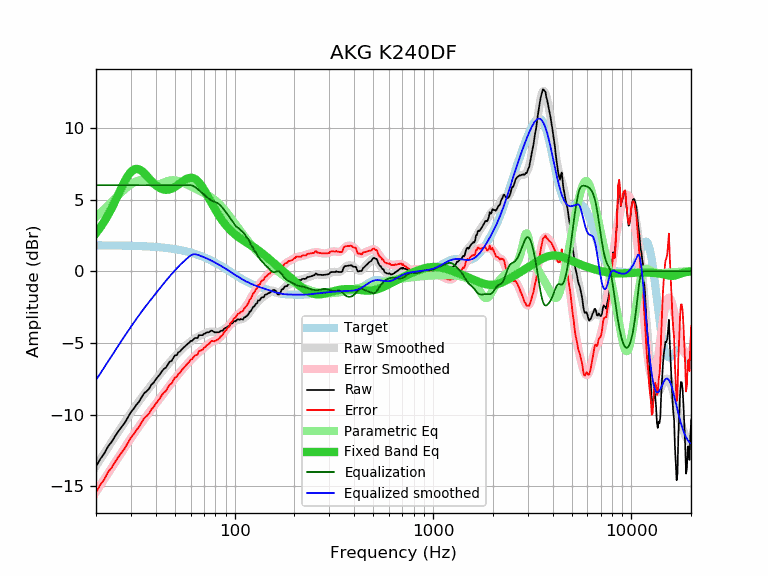 AKG K240DF
10
5
0
−5
−10
−15
Amplitude (dBr)
Target
Raw Smoothed
Error Smoothed
Raw
Error
Parametric Eq
Fixed Band Eq
Equalization
Equalized smoothed
100
1000
10000
Frequency (Hz)